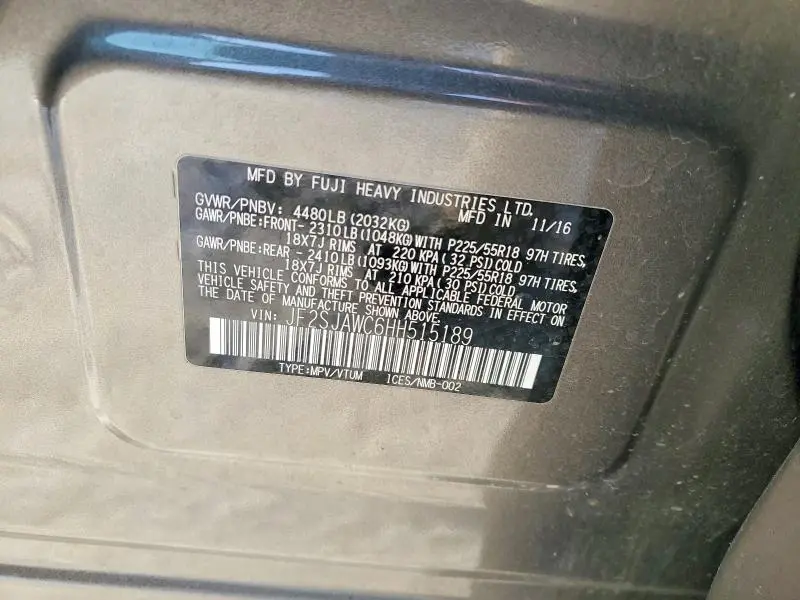 MFD BY FUJI HEAVY INDUSTRIES LTD.
GVWR/PNBV: 4480LB(2032KG) MFD IN 11/16
GAWR/PNBE:FRONT- 2310LB(1048KG)WITH P225/55R18 97H TIRES,
18X7J RIMS AT 220 KPA(32 PSI)COLD
GAWR/PNBE:REAR - 2410LB(1093KG)WITH P225/55R18 97H TIRES,
18X7J RIMS AT 210 KPA(30 PSI)COLD
THIS VEHICLE CONFORMS TO ALL APPLICABLE FEDERAL MOTOR
VEHICLE SAFETY AND THEFT PREVENTION STANDARDS IN EFFECT ON
THE DATE OF MANUFACTURE SHOWN ABOVE.
VIN: JF2SJAWC6HH515189
TYPE:MPV/VTUM ICES/NMB-002